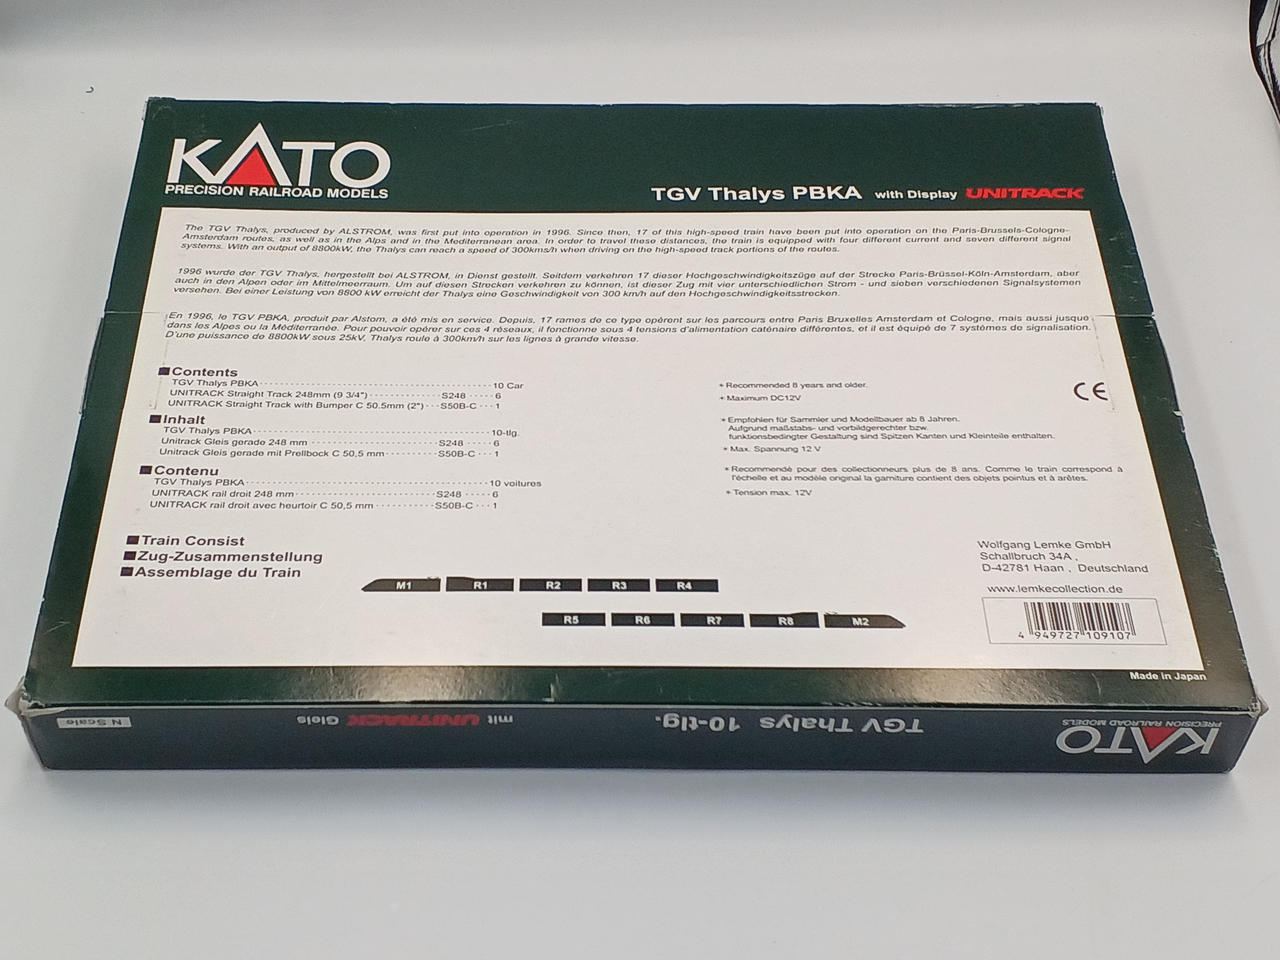 KATO
PRECISION RAILROAD MODELS
TGV Thalys PBKA with Display UNITRACK
The TGV Thalys, produced by ALSTROM, was first put into operation in 1996. Since then, 17 of this high-speed train have been put into operation on the Paris-Brussels-Cologne-
Amsterdam routes, as well as in the Alps and in the Mediterranean area. In order to travel these distances, the train is equipped with four different current and seven different signal
systems. With an output of 8800kW, the Thalys can reach a speed of 300kms/h when driving on the high-speed track portions of the routes.
1996 wurde der TGV Thalys, hergestellt bei ALSTROM, in Dienst gestellt. Seitdem verkehren 17 dieser Hochgeschwindigkeitszüge auf der Strecke Paris-Brüssel-Köln-Amsterdam, aber
auch in den Alpen oder im Mittelmeerraum. Um auf diesen Strecken verkehren zu können, ist dieser Zug mit vier unterschiedlichen Strom - und sieben verschiedenen Signalsystemen
versehen. Bei einer Leistung von 8800 kW erreicht der Thalys eine Geschwindigkeit von 300 km/h auf den Hochgeschwindigkeitsstrecken.
En 1996, le TGV PBKA, produit par Alstom, a été mis en service. Depuis, 17 rames de ce type opèrent sur les parcours entre Paris Bruxelles Amsterdam et Cologne, mais aussi jusque
dans les Alpes ou la Méditerranée. Pour pouvoir opérer sur ces 4 réseaux, il fonctionne sous 4 tensions d'alimentation caténaire différentes, et il est équipé de 7 systèmes de signalisation.
D'une puissance de 8800kW sous 25kV, Thalys roule à 300km/h sur les lignes à grande vitesse.
■Contents
TGV Thalys PBKA 10 Car
UNITRACK Straight Track 248mm (9 3/4") S248 6
UNITRACK Straight Track with Bumper C 50.5mm (2") S50B-C 1
■Inhalt
TGV Thalys PBKA 10-tlg.
Unitrack Gleis gerade 248 mm S248 6
Unitrack Gleis gerade mit Prellbock C 50,5 mm S50B-C 1
■Contenu
TGV Thalys PBKA 10 voitures
UNITRACK rail droit 248 mm S248 6
UNITRACK rail droit avec heurtoir C 50,5 mm S50B-C 1
* Recommended 8 years and older.
* Maximum DC12V
* Empfohlen für Sammler und Modellbauer ab 8 Jahren.
Aufgrund maßstabs- und vorbildgerechter bzw.
funktionsbedingter Gestaltung sind Spitzen Kanten und Kleinteile enthalten.
* Max. Spannung 12 V
* Recommendé pour des collectionneurs plus de 8 ans. Comme le train correspond à
l'échelle et au modèle original la garniture contient des objets pointus et à arêtes.
* Tension max. 12V
CE
■Train Consist
■Zug-Zusammenstellung
■Assemblage du Train
M1 R1 R2 R3 R4
R5 R6 R7 R8 M2
Wolfgang Lemke GmbH
Schallbruch 34A ,
D-42781 Haan , Deutschland
www.lemkecollection.de
4 949727 109107
Made in Japan
KATO
PRECISION RAILROAD MODELS
TGV Thalys 10-tlg.
mit UNITRACK Gleis
N Scale